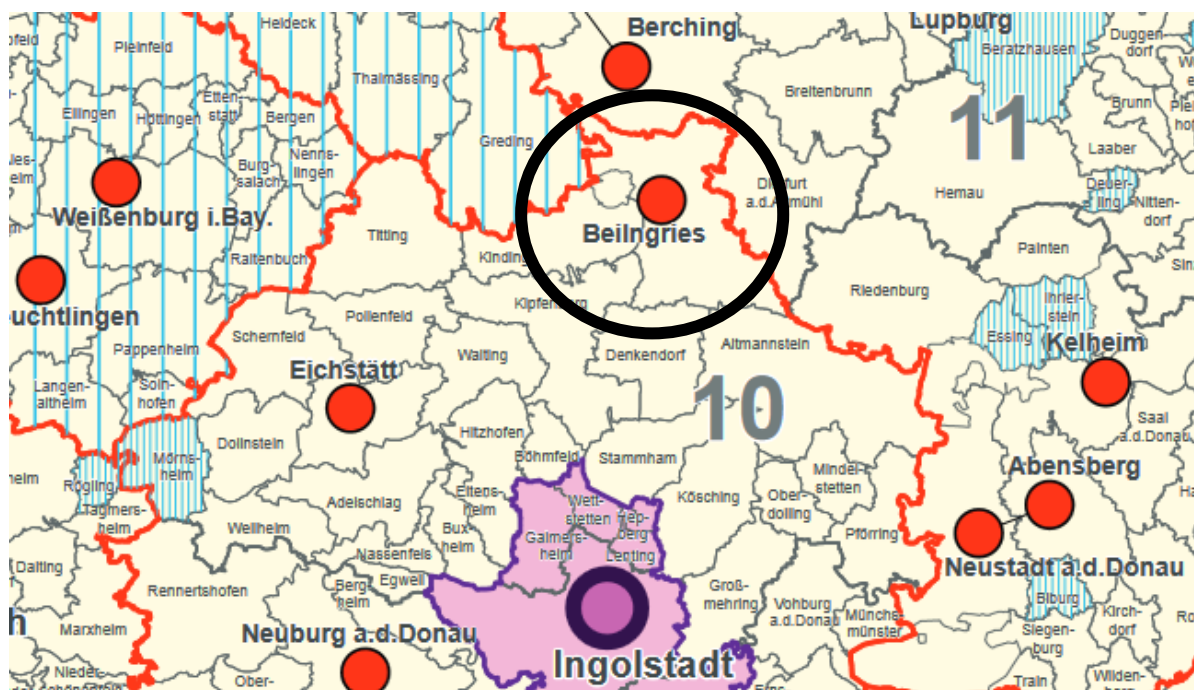 Heideck
Berching
Lupburg
Duggen-
dorf
Pleinfeld
Beratzhausen
Thalmässing
Breitenbrunn
Ellingen
Höttingen
Etten-
statt
Bergen
Brunn
11
Greding
Laaber
Burg-
salach
Nenns-
lingen
Hemau
Deuer-
ling
Nitten-
dorf
Dietfurt
a.d.Altmühl
Weißenburg i.Bay.
Beilngries
Titting
Kinding
Painten
Raitenbuch
Riedenburg
Kipfenberg
Ihrler-
stein
Pollenfeld
uchtlingen
Schernfeld
Essing
Kelheim
Altmannstein
Denkendorf
Walting
Pappenheim
Eichstätt
Langen-
altheim
Soln-
hofen
10
Saal
a.d.Donau
Dollnstein
Hitzhofen
Böhmfeld
Stammham
Mörns-
heim
Mindel-
stetten
Abensberg
Rögling
Eitens-
heim
Kösching
Ober-
dolling
Adelschlag
Wett-
stetten
Hep-
berg
Tagmers-
heim
Wellheim
Bux-
heim
Gaimers-
heim
Pförring
Lenting
Nassenfels
Neustadt a.d.Donau
Daiting
Egweil
Rennertshofen
Berg
heim
Groß-
mehring
Vohburg
a.d.Donau
Biburg
Kirch-
dorf
Münchs-
münster
Marxheim
Neuburg a.d.Donau
Siegen-
burg
Ingolstadt
Ober-
Train
Wilden-